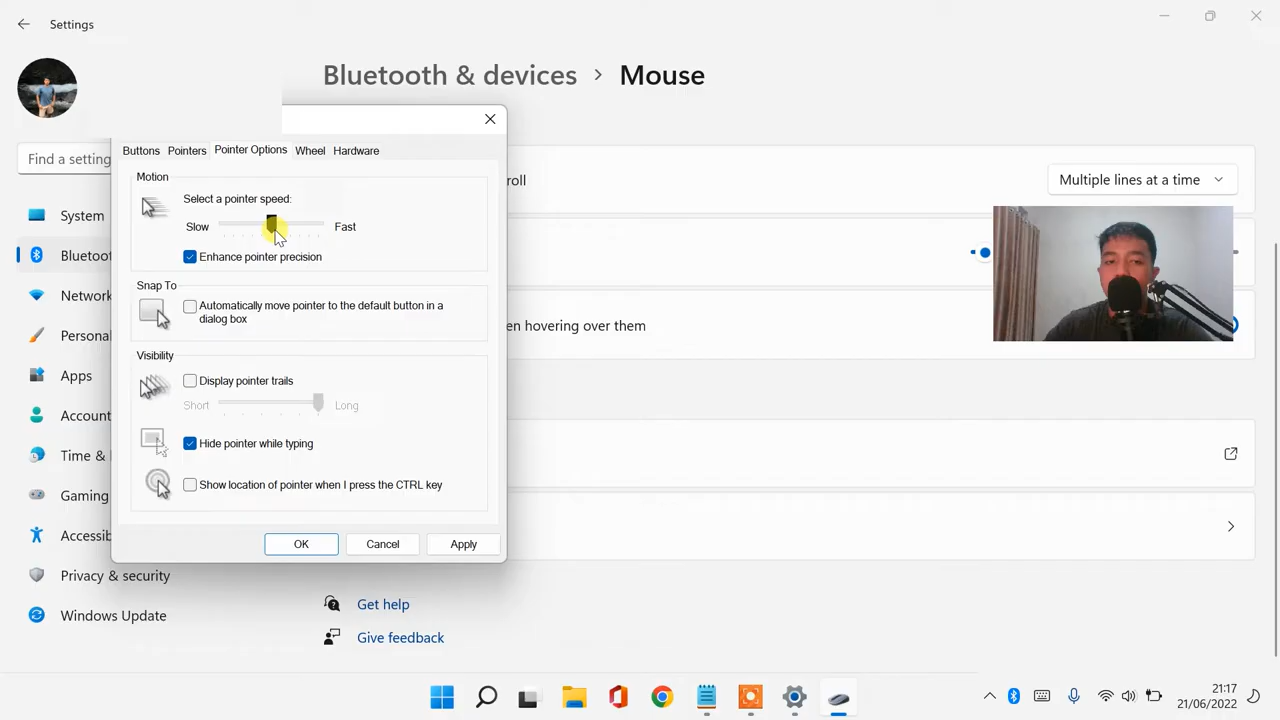 Settings
Bluetooth & devices > Mouse
Find a setting
System
Bluetoot
Network
Personal
Apps
Account
Time &
Gaming
Accessib
Privacy & security
Windows Update
Buttons
Pointers
Pointer Options
Wheel
Hardware
Motion
Select a pointer speed:
Slow
Fast
Enhance pointer precision
Snap To
Automatically move pointer to the default button in a
dialog box
Visibility
Display pointer trails
Short
Long
Hide pointer while typing
Show location of pointer when I press the CTRL key
OK
Cancel
Apply
roll
Multiple lines at a time
en hovering over them
Get help
Give feedback
21:17
21/06/2022